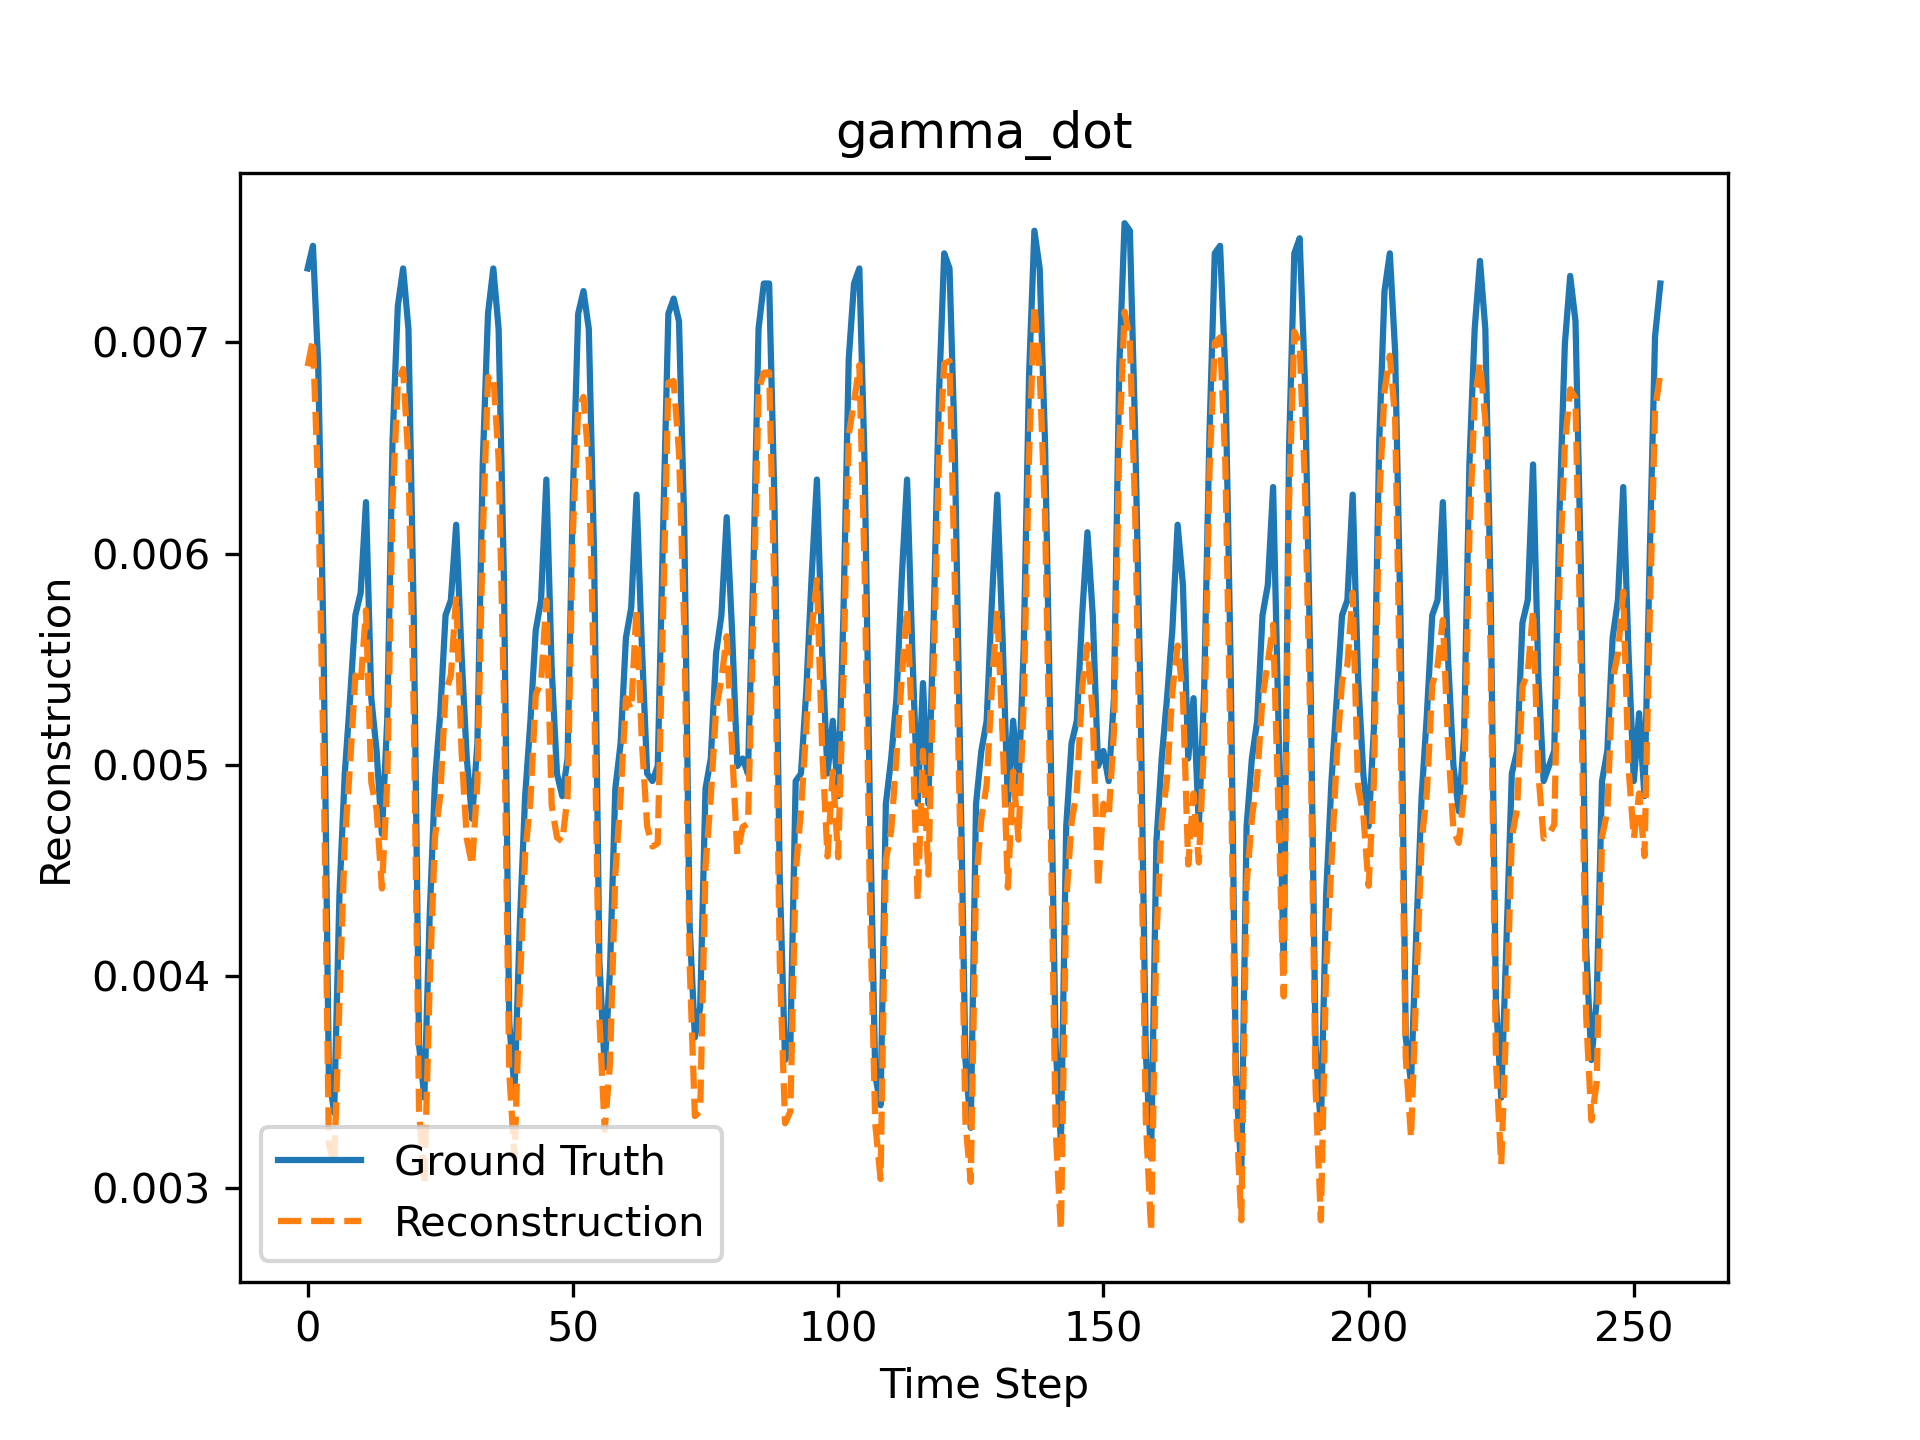 gamma_dot
Reconstruction
0.007
0.006
0.005
0.004
0.003
Ground Truth
Reconstruction
0 50 100 150 200 250
Time Step